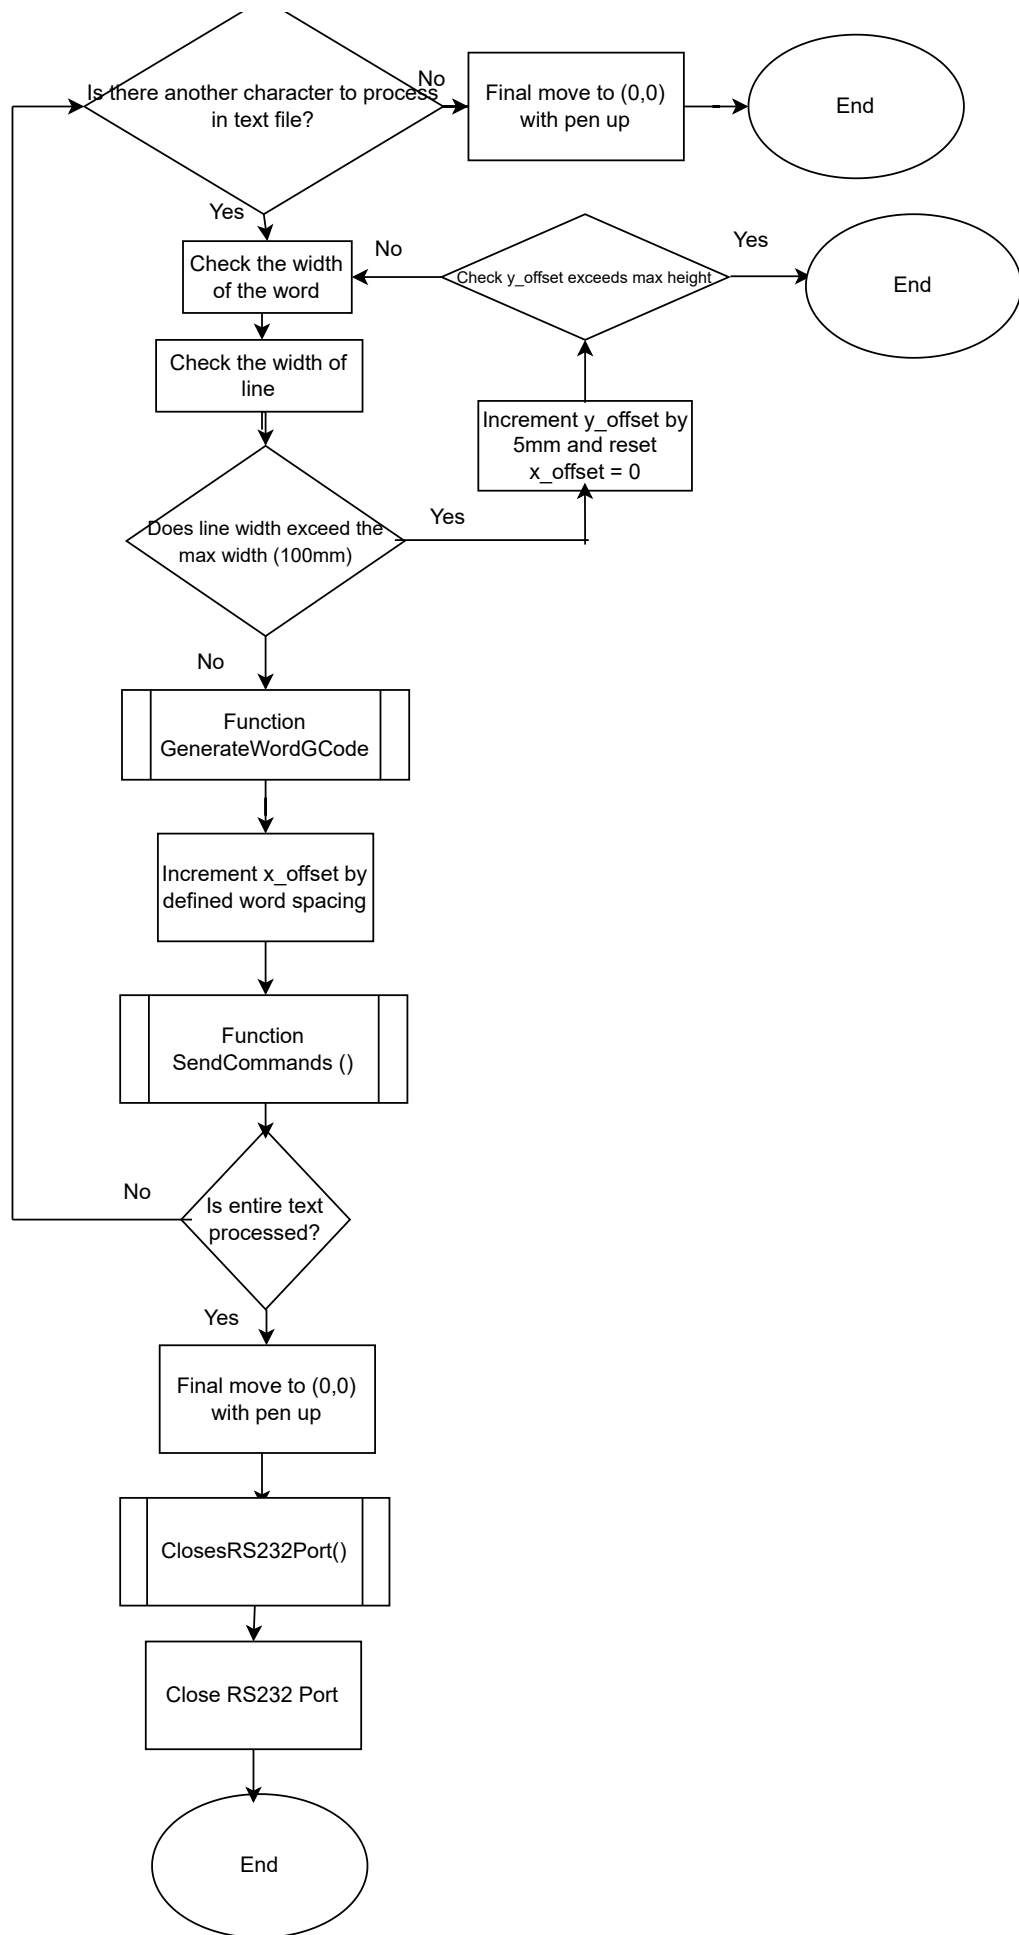 No
Is there another character to process
in text file?
Final move to (0,0)
with pen up
End
Yes
Check the width
of the word
No
Check y_offset exceeds max height
Yes
End
Check the width of
line
Increment y_offset by
5mm and reset
x_offset = 0
Does line width exceed the
max width (100mm)
Yes
No
Function
GenerateWordGCode
Increment x_offset by
defined word spacing
Function
SendCommands ()
No
Is entire text
processed?
Yes
Final move to (0,0)
with pen up
ClosesRS232Port()
Close RS232 Port
End